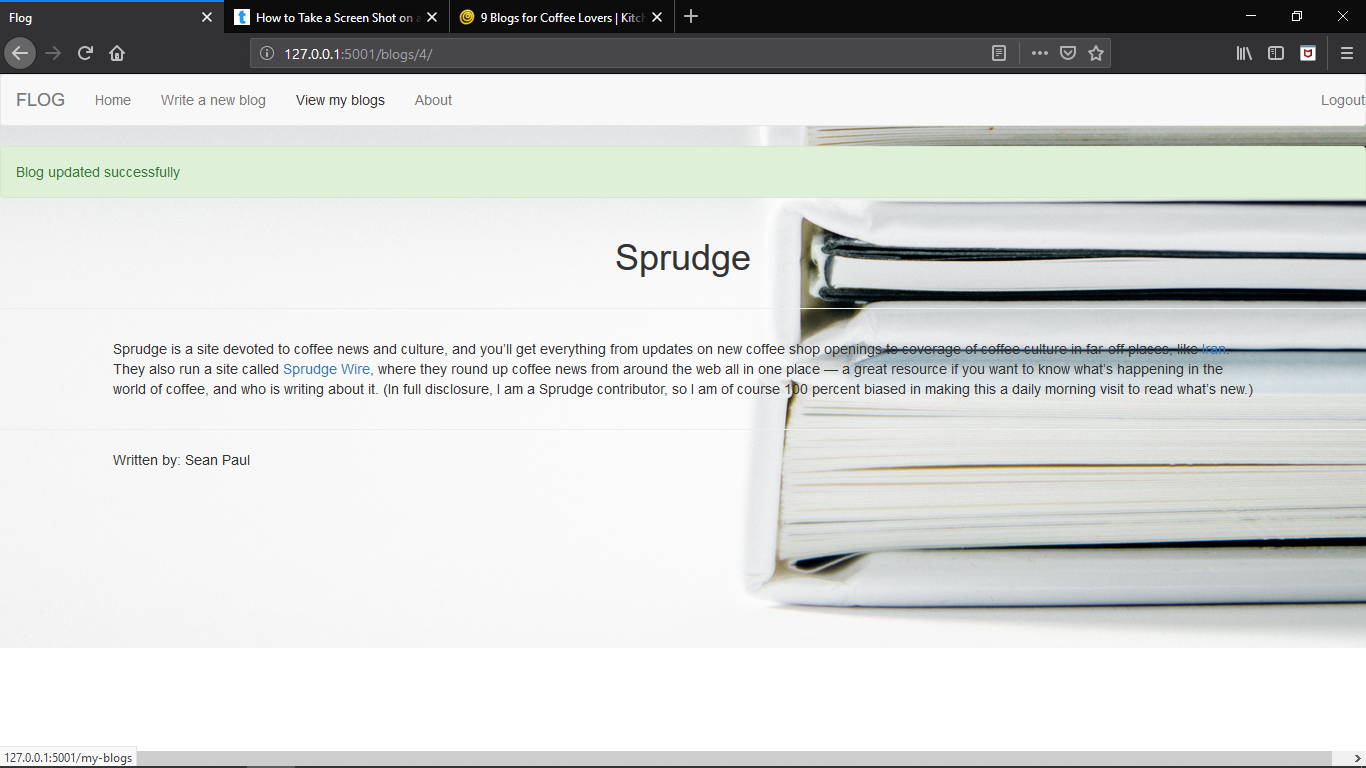 Flog
How to Take a Screen Shot on a
9 Blogs for Coffee Lovers | Kitch
127.0.0.1:5001/blogs/4/
FLOG Home Write a new blog View my blogs About Logout
Blog updated successfully
Sprudge
Sprudge is a site devoted to coffee news and culture, and you’ll get everything from updates on new coffee shop openings to coverage of coffee culture in far-off places, like Iran.
They also run a site called Sprudge Wire, where they round up coffee news from around the web all in one place — a great resource if you want to know what’s happening in the
world of coffee, and who is writing about it. (In full disclosure, I am a Sprudge contributor, so I am of course 100 percent biased in making this a daily morning visit to read what’s new.)
Written by: Sean Paul
127.0.0.1:5001/my-blogs